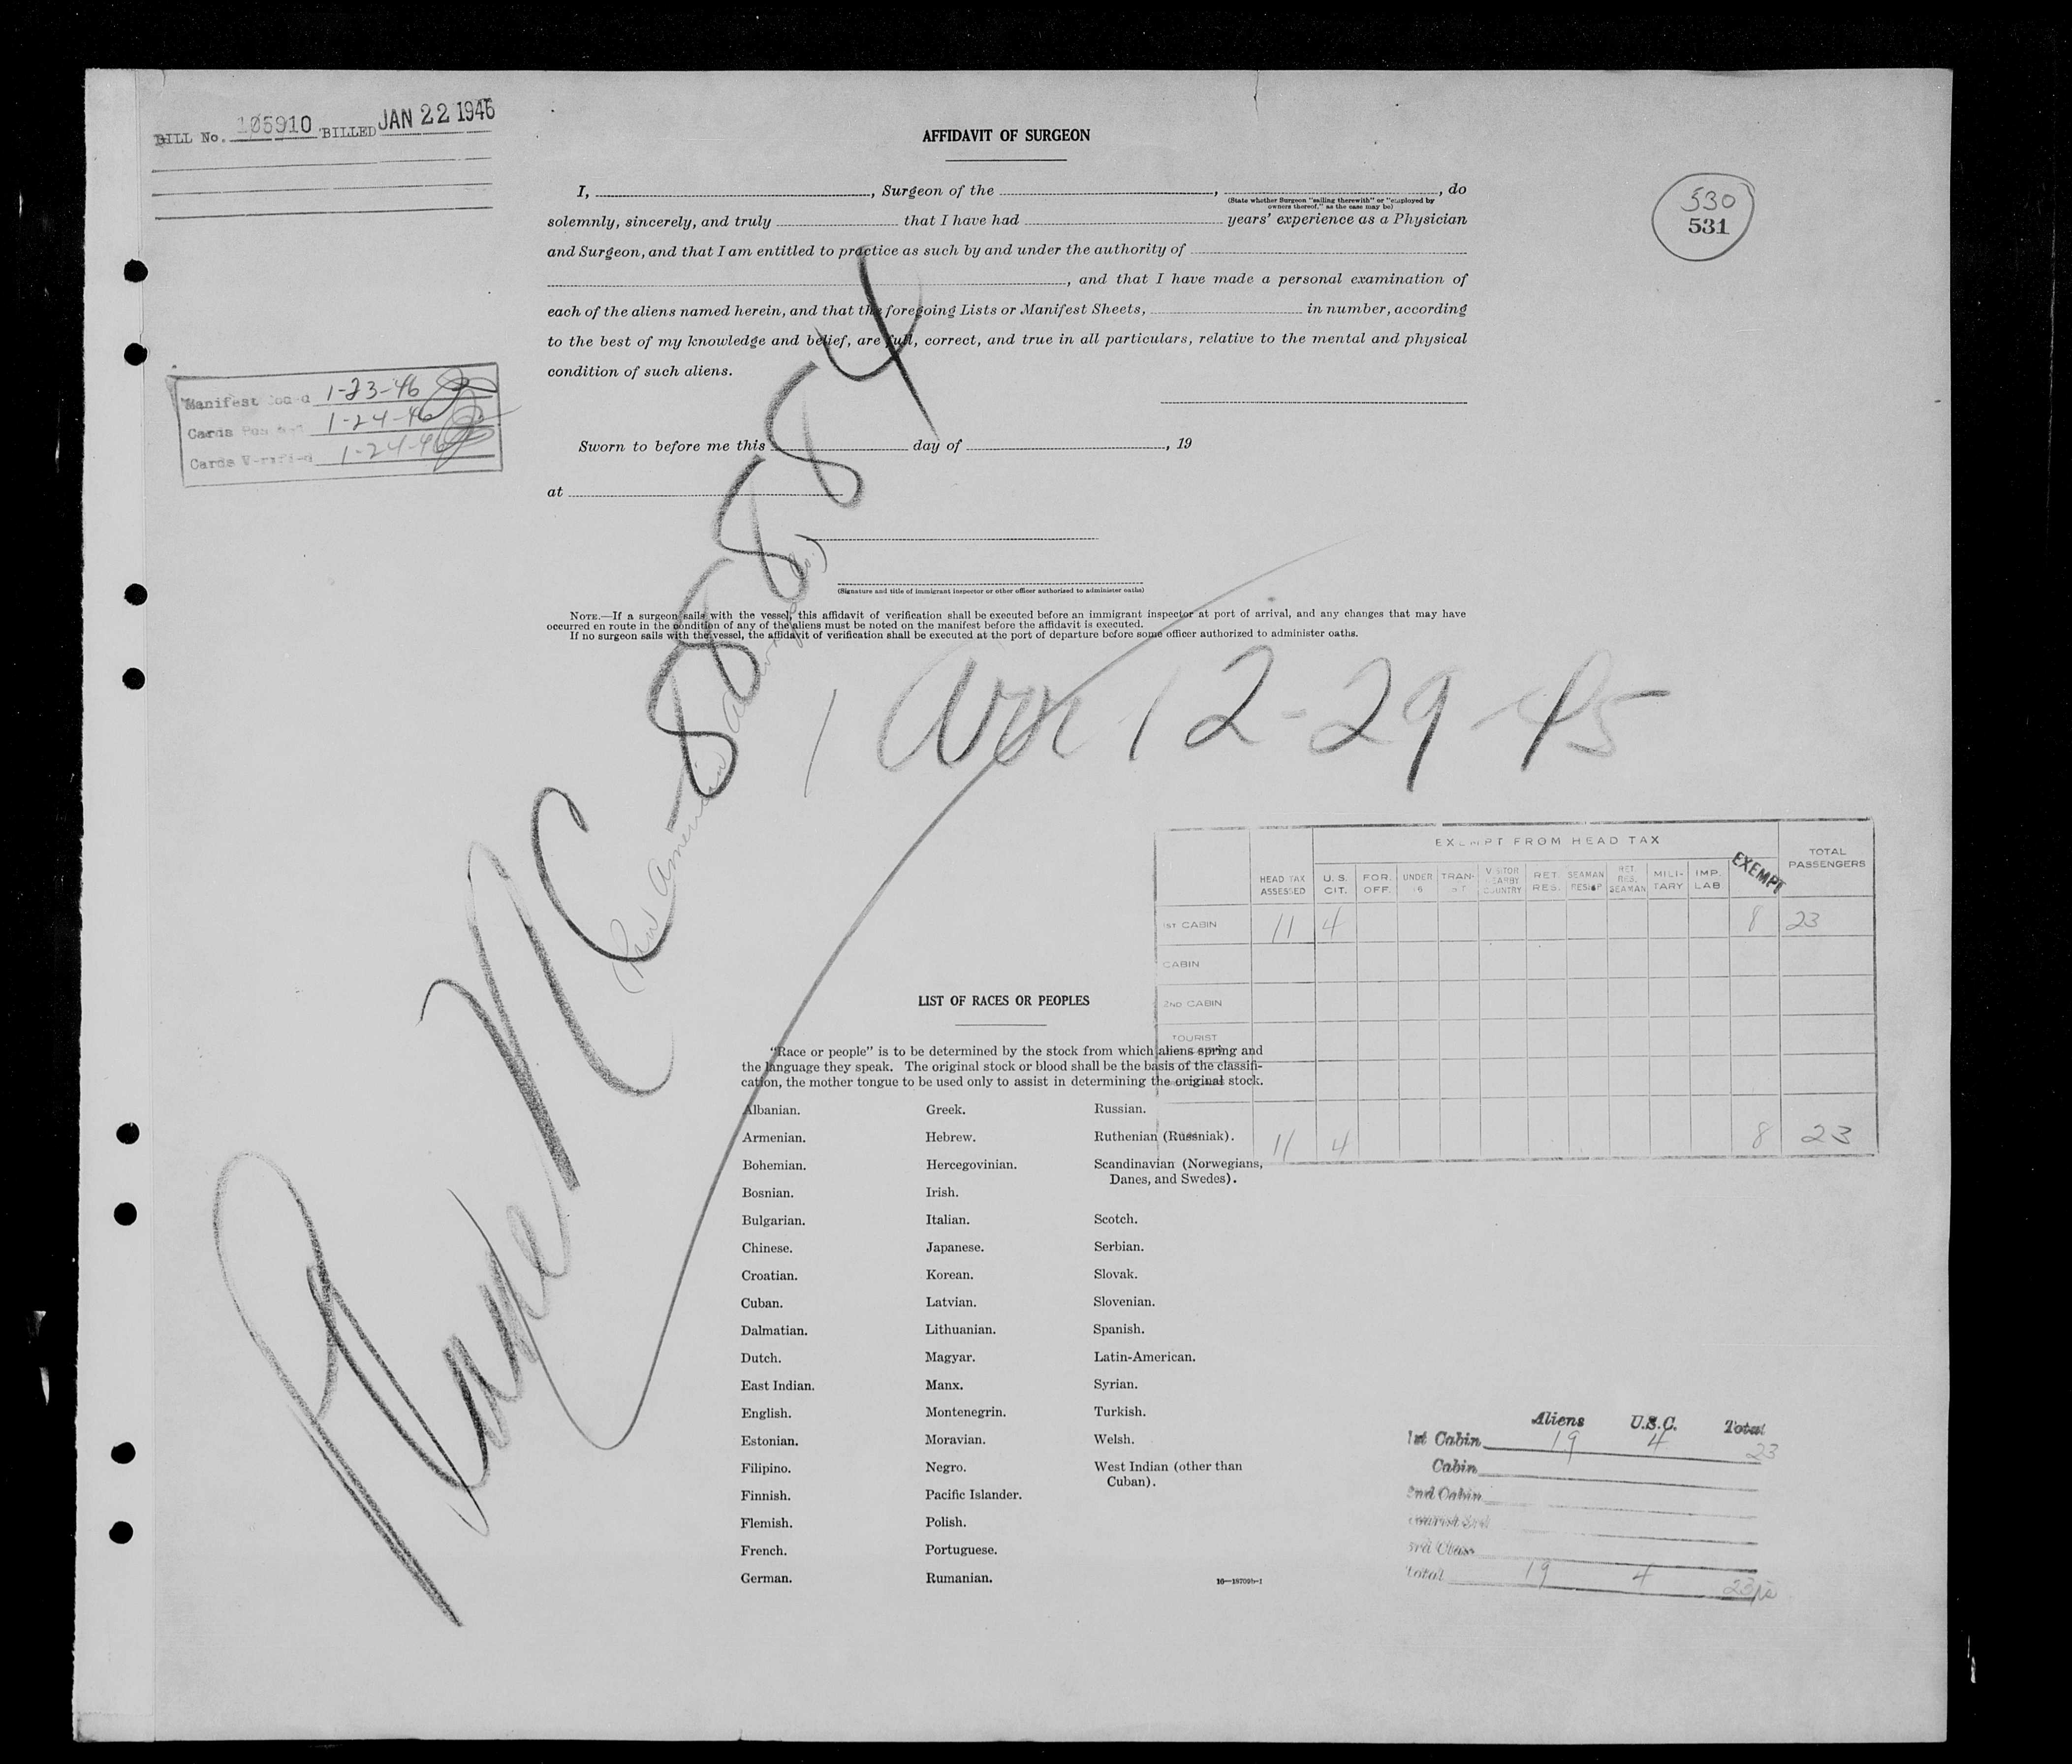 BILL No. 105910 BILLED JAN 22 1946
AFFIDAVIT OF SURGEON
530
531
I, , Surgeon of the , , do
(State whether Surgeon "sailing therewith" or "employed by
owners thereof," as the case may be)
solemnly, sincerely, and truly that I have had years' experience as a Physician
and Surgeon, and that I am entitled to practice as such by and under the authority of
, and that I have made a personal examination of
each of the aliens named herein, and that the foregoing Lists or Manifest Sheets, in number, according
to the best of my knowledge and belief, are full, correct, and true in all particulars, relative to the mental and physical
condition of such aliens.
Manifest 1-23-46
Cards 1-24-46
Cards Verified 1-24-46
Sworn to before me this day of , 19
at
(Signature and title of immigrant inspector or other officer authorized to administer oaths)
NOTE.—If a surgeon sails with the vessel, this affidavit of verification shall be executed before an immigrant inspector at port of arrival, and any changes that may have
occurred en route in the condition of any of the aliens must be noted on the manifest before the affidavit is executed.
If no surgeon sails with the vessel, the affidavit of verification shall be executed at the port of departure before some officer authorized to administer oaths.
Plane NC-88884
(Pan American Airways
Arr 12-29-45
EXEMPT FROM HEAD TAX
HEAD TAX ASSESSED U. S. CIT. FOR. OFF. UNDER 16 TRANSIT VISITOR NEARBY COUNTRY RET. RES. SEAMAN RET. RES. SEAMAN MILITARY IMP. LAB EXEMPT TOTAL PASSENGERS
1ST CABIN 11 4 8 23
CABIN
2ND CABIN
TOURIST
11 4 8 23
LIST OF RACES OR PEOPLES
"Race or people" is to be determined by the stock from which aliens spring and
the language they speak. The original stock or blood shall be the basis of the classifi-
cation, the mother tongue to be used only to assist in determining the original stock.
Albanian.
Armenian.
Bohemian.
Bosnian.
Bulgarian.
Chinese.
Croatian.
Cuban.
Dalmatian.
Dutch.
East Indian.
English.
Estonian.
Filipino.
Finnish.
Flemish.
French.
German.
Greek.
Hebrew.
Hercegovinian.
Irish.
Italian.
Japanese.
Korean.
Latvian.
Lithuanian.
Magyar.
Manx.
Montenegrin.
Moravian.
Negro.
Pacific Islander.
Polish.
Portuguese.
Rumanian.
Russian.
Ruthenian (Russniak).
Scandinavian (Norwegians,
Danes, and Swedes).
Scotch.
Serbian.
Slovak.
Slovenian.
Spanish.
Latin-American.
Syrian.
Turkish.
Welsh.
West Indian (other than
Cuban).
16—18709b-1
Aliens U.S.C. Total
1st Cabin 19 4 23
Cabin
2nd Cabin
3rd Class
Total 19 4 23